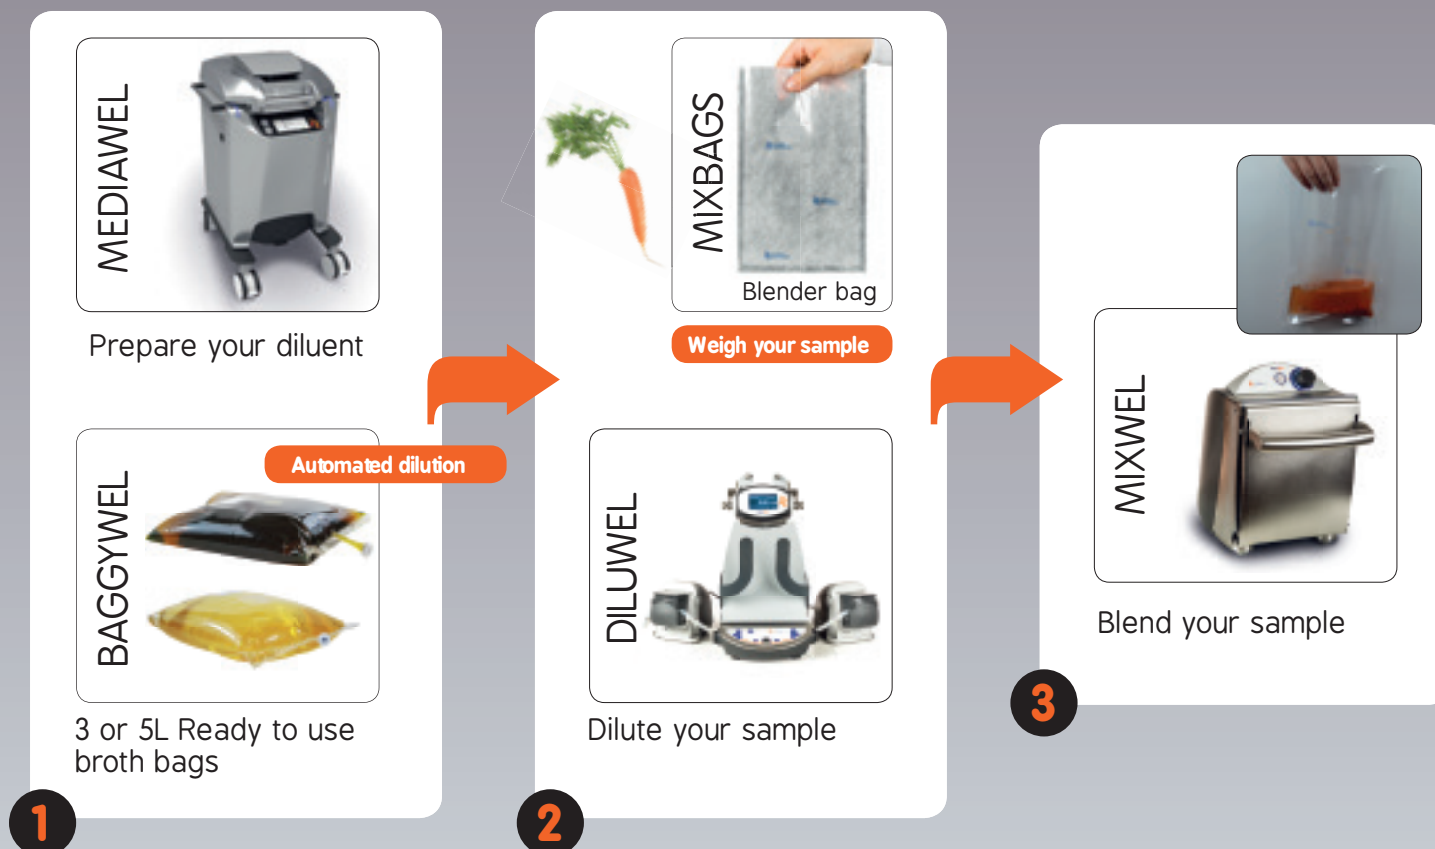 MEDIAWEL
Prepare your diluent
BAGGYWEL
Automated dilution
3 or 5L Ready to use
broth bags
1
MIXBAGS
Blender bag
Weigh your sample
DILUWEL
Dilute your sample
2
MIXWEL
Blend your sample
3